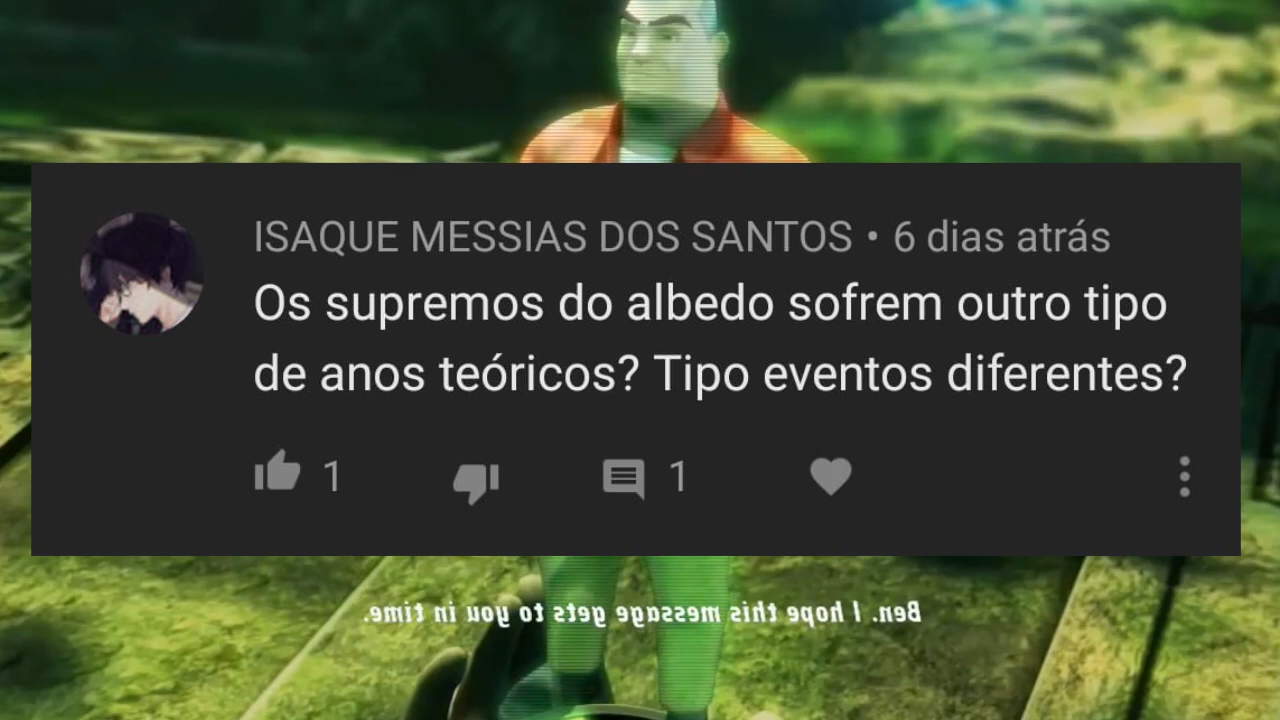 ISAQUE MESSIAS DOS SANTOS • 6 dias atrás
Os supremos do albedo sofrem outro tipo
de anos teóricos? Tipo eventos diferentes?
1 1
Ben. I hope this message gets to you in time.